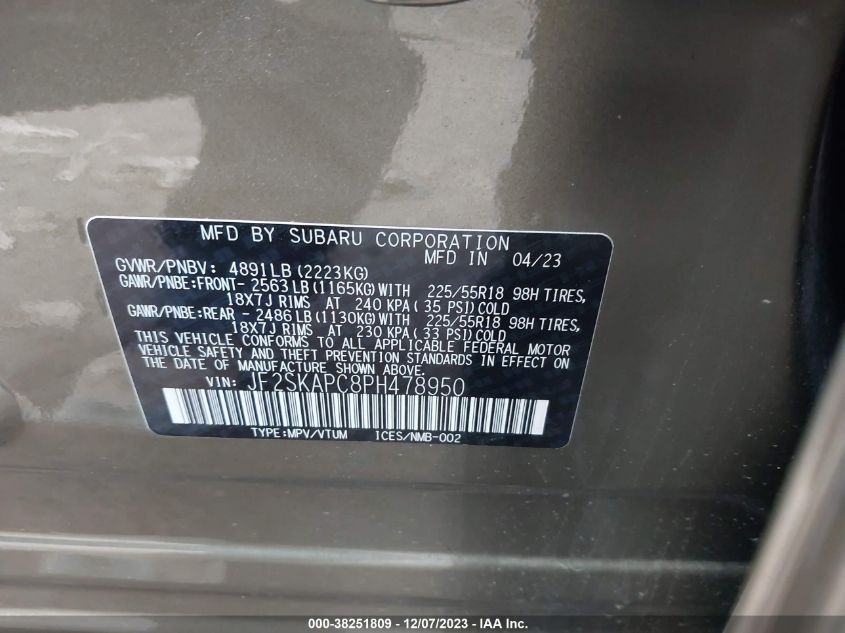 MFD BY SUBARU CORPORATION
MFD IN 04/23
GVWR/PNBV: 4891LB(2223KG)
GAWR/PNBE:FRONT- 2563LB(1165KG)WITH 225/55R18 98H TIRES,
18X7J RIMS AT 240 KPA(35 PSI)COLD
GAWR/PNBE:REAR - 2486LB(1130KG)WITH 225/55R18 98H TIRES,
18X7J RIMS AT 230 KPA(33 PSI)COLD
THIS VEHICLE CONFORMS TO ALL APPLICABLE FEDERAL MOTOR
VEHICLE SAFETY AND THEFT PREVENTION STANDARDS IN EFFECT ON
THE DATE OF MANUFACTURE SHOWN ABOVE.
VIN: JF2SKAPC8PH478950
TYPE:MPV/VTUM ICES/NMB-002
000-38251809 - 12/07/2023 - IAA Inc.